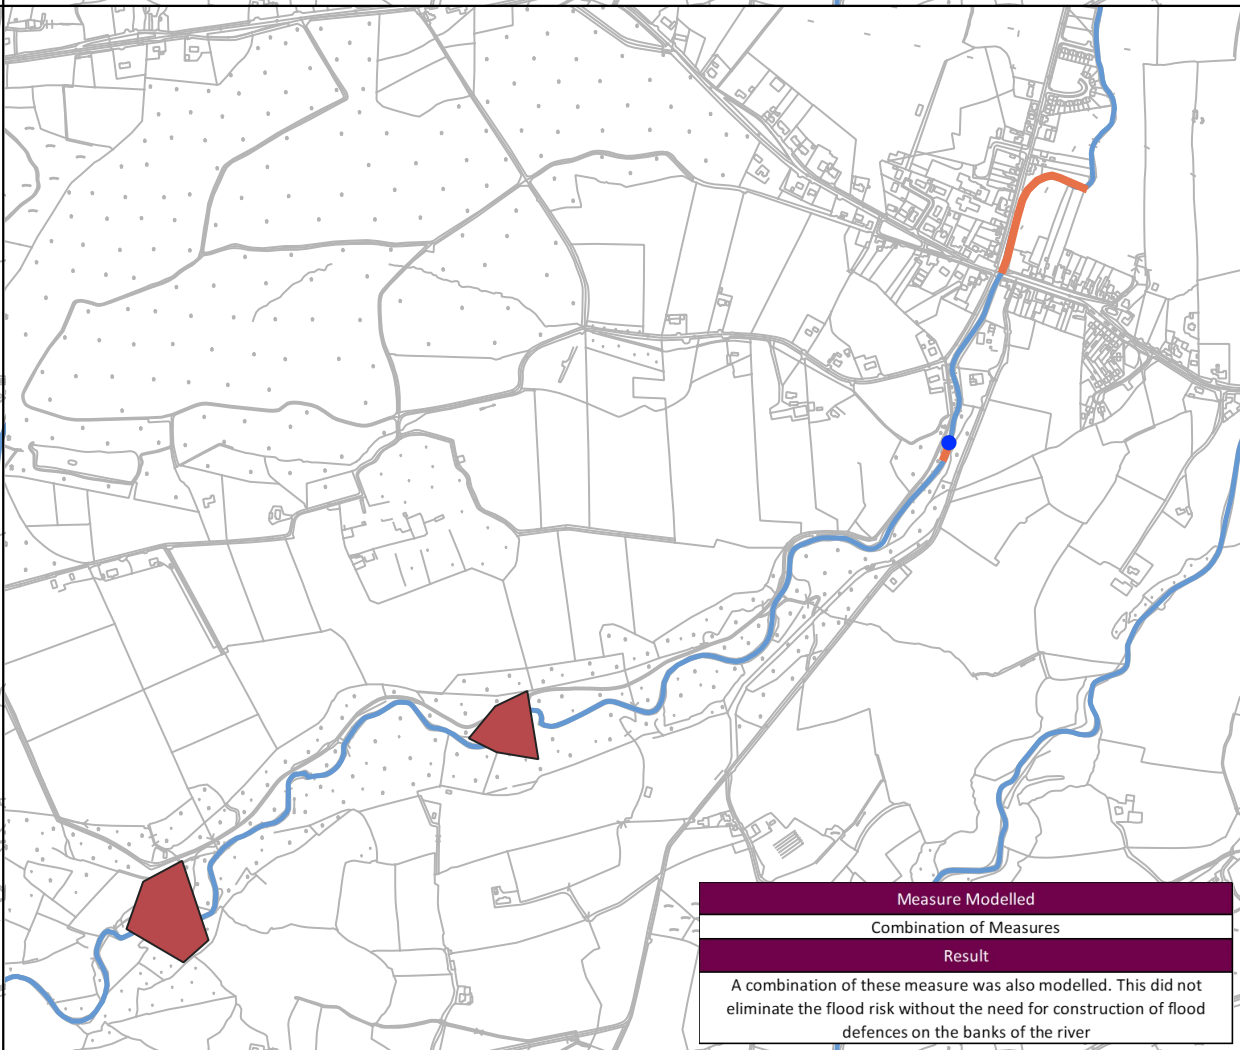 Measure Modelled
Combination of Measures
Result
A combination of these measure was also modelled. This did not
eliminate the flood risk without the need for construction of flood
defences on the banks of the river